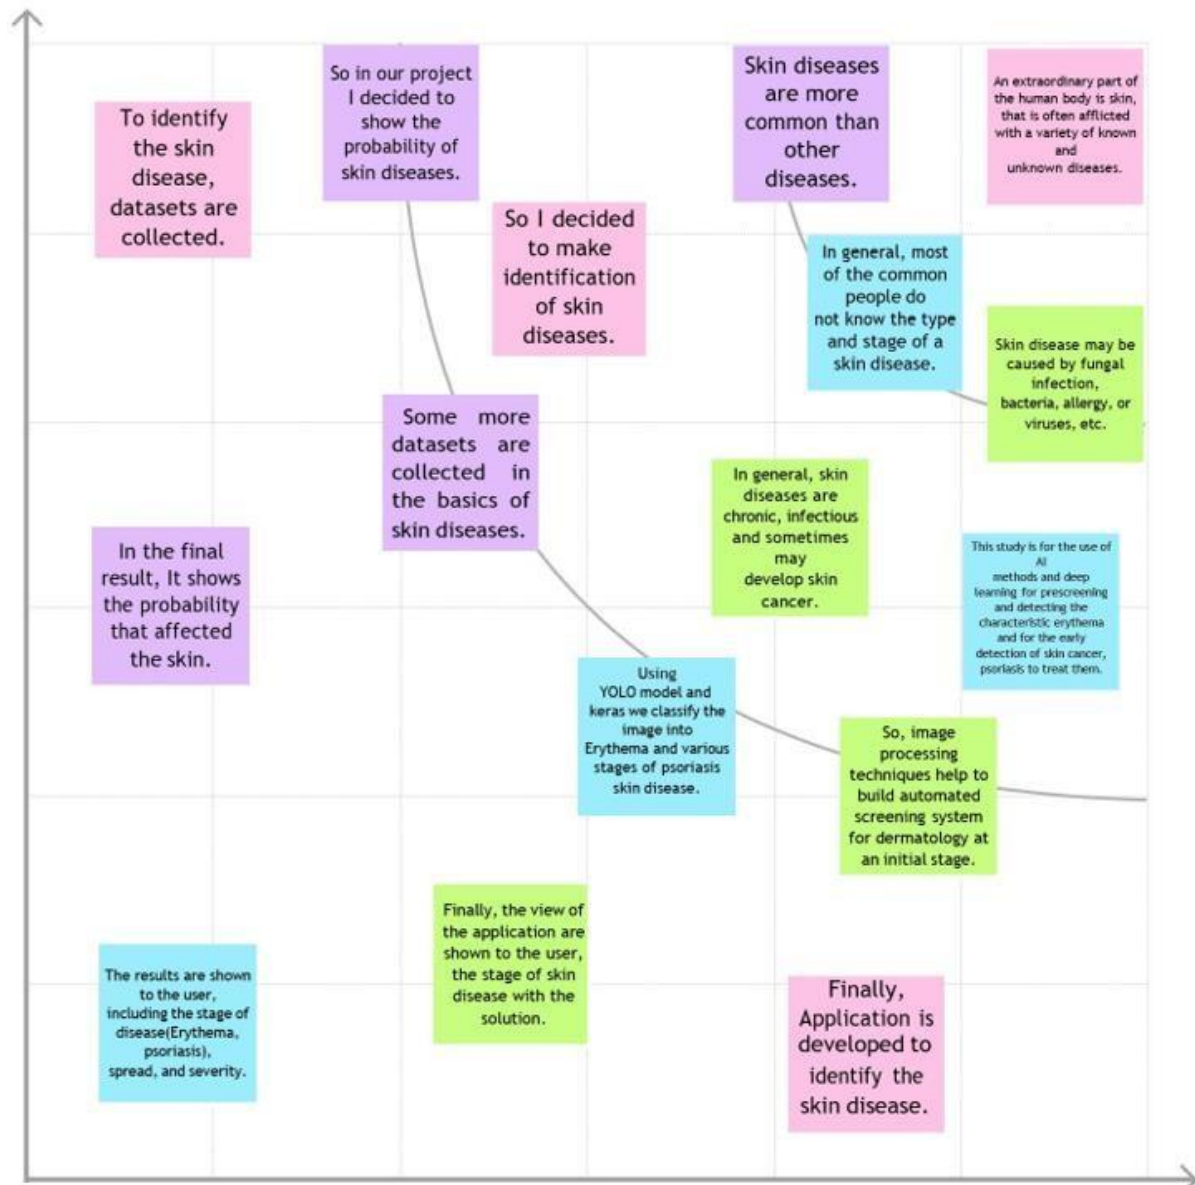 To identify
the skin
disease,
datasets are
collected.
So in our project
I decided to
show the
probability of
skin diseases.
So I decided
to make
identification
of skin
diseases.
Skin diseases
are more
common than
other
diseases.
An extraordinary part of
the human body is skin,
that is often afflicted
with a variety of known
and
unknown diseases.
In general, most
of the common
people do
not know the type
and stage of a
skin disease.
Skin disease may be
caused by fungal
infection,
bacteria, allergy, or
viruses, etc.
Some more
datasets are
collected in
the basics of
skin diseases.
In general, skin
diseases are
chronic, infectious
and sometimes
may
develop skin
cancer.
In the final
result, It shows
the probability
that affected
the skin.
This study is for the use of
AI
methods and deep
learning for prescreening
and detecting the
characteristic erythema
and for the early
detection of skin cancer,
psoriasis to treat them.
Using
YOLO model and
keras we classify the
image into
Erythema and various
stages of psoriasis
skin disease.
So, image
processing
techniques help to
build automated
screening system
for dermatology at
an initial stage.
Finally, the view of
the application are
shown to the user,
the stage of skin
disease with the
solution.
The results are shown
to the user,
including the stage of
disease(Erythema,
psoriasis),
spread, and severity.
Finally,
Application is
developed to
identify the
skin disease.